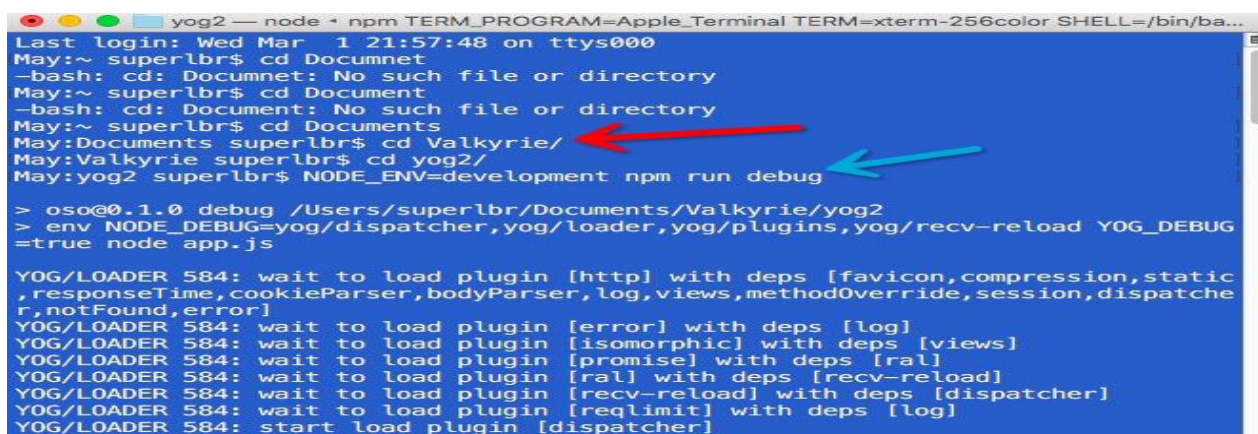 yog2 — node ◂ npm TERM_PROGRAM=Apple_Terminal TERM=xterm-256color SHELL=/bin/ba...
Last login: Wed Mar  1 21:57:48 on ttys000
May:~ superlbr$ cd Documnet
-bash: cd: Documnet: No such file or directory
May:~ superlbr$ cd Document
-bash: cd: Document: No such file or directory
May:~ superlbr$ cd Documents
May:Documents superlbr$ cd Valkyrie/
May:Valkyrie superlbr$ cd yog2/
May:yog2 superlbr$ NODE_ENV=development npm run debug
> oso@0.1.0 debug /Users/superlbr/Documents/Valkyrie/yog2
> env NODE_DEBUG=yog/dispatcher,yog/loader,yog/plugins,yog/recv-reload YOG_DEBUG
=true node app.js
YOG/LOADER 584: wait to load plugin [http] with deps [favicon,compression,static
,responseTime,cookieParser,bodyParser,log,views,methodOverride,session,dispatche
r,notFound,error]
YOG/LOADER 584: wait to load plugin [error] with deps [log]
YOG/LOADER 584: wait to load plugin [isomorphic] with deps [views]
YOG/LOADER 584: wait to load plugin [promise] with deps [ral]
YOG/LOADER 584: wait to load plugin [ral] with deps [recv-reload]
YOG/LOADER 584: wait to load plugin [recv-reload] with deps [dispatcher]
YOG/LOADER 584: wait to load plugin [reqlimit] with deps [log]
YOG/LOADER 584: start load plugin [dispatcher]